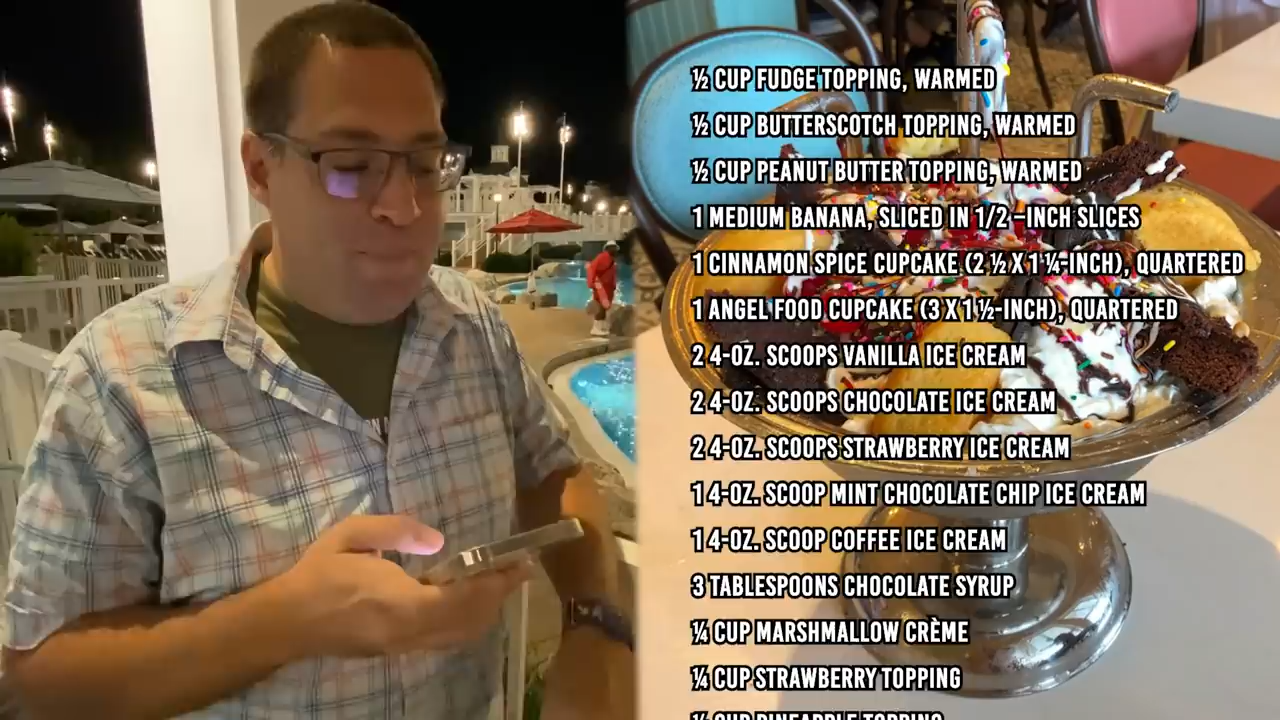 ½ CUP FUDGE TOPPING, WARMED
½ CUP BUTTERSCOTCH TOPPING, WARMED
½ CUP PEANUT BUTTER TOPPING, WARMED
1 MEDIUM BANANA, SLICED IN 1/2 –INCH SLICES
1 CINNAMON SPICE CUPCAKE (2 ½ X 1 ¼-INCH), QUARTERED
1 ANGEL FOOD CUPCAKE (3 X 1 ½-INCH), QUARTERED
2 4-OZ. SCOOPS VANILLA ICE CREAM
2 4-OZ. SCOOPS CHOCOLATE ICE CREAM
2 4-OZ. SCOOPS STRAWBERRY ICE CREAM
1 4-OZ. SCOOP MINT CHOCOLATE CHIP ICE CREAM
1 4-OZ. SCOOP COFFEE ICE CREAM
3 TABLESPOONS CHOCOLATE SYRUP
¼ CUP MARSHMALLOW CRÈME
¼ CUP STRAWBERRY TOPPING
CUP PINEAPPLE TOPPING